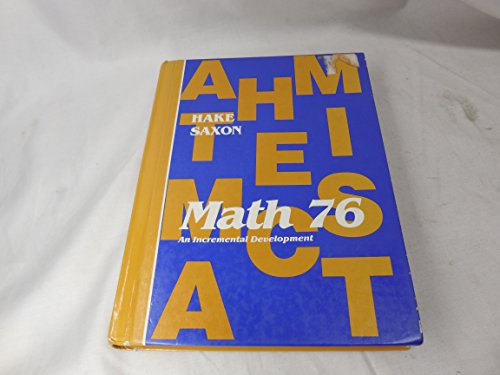 A H M
HAKE
SAXON
T E I
M C S
Math 76
An Incremental Development
A T